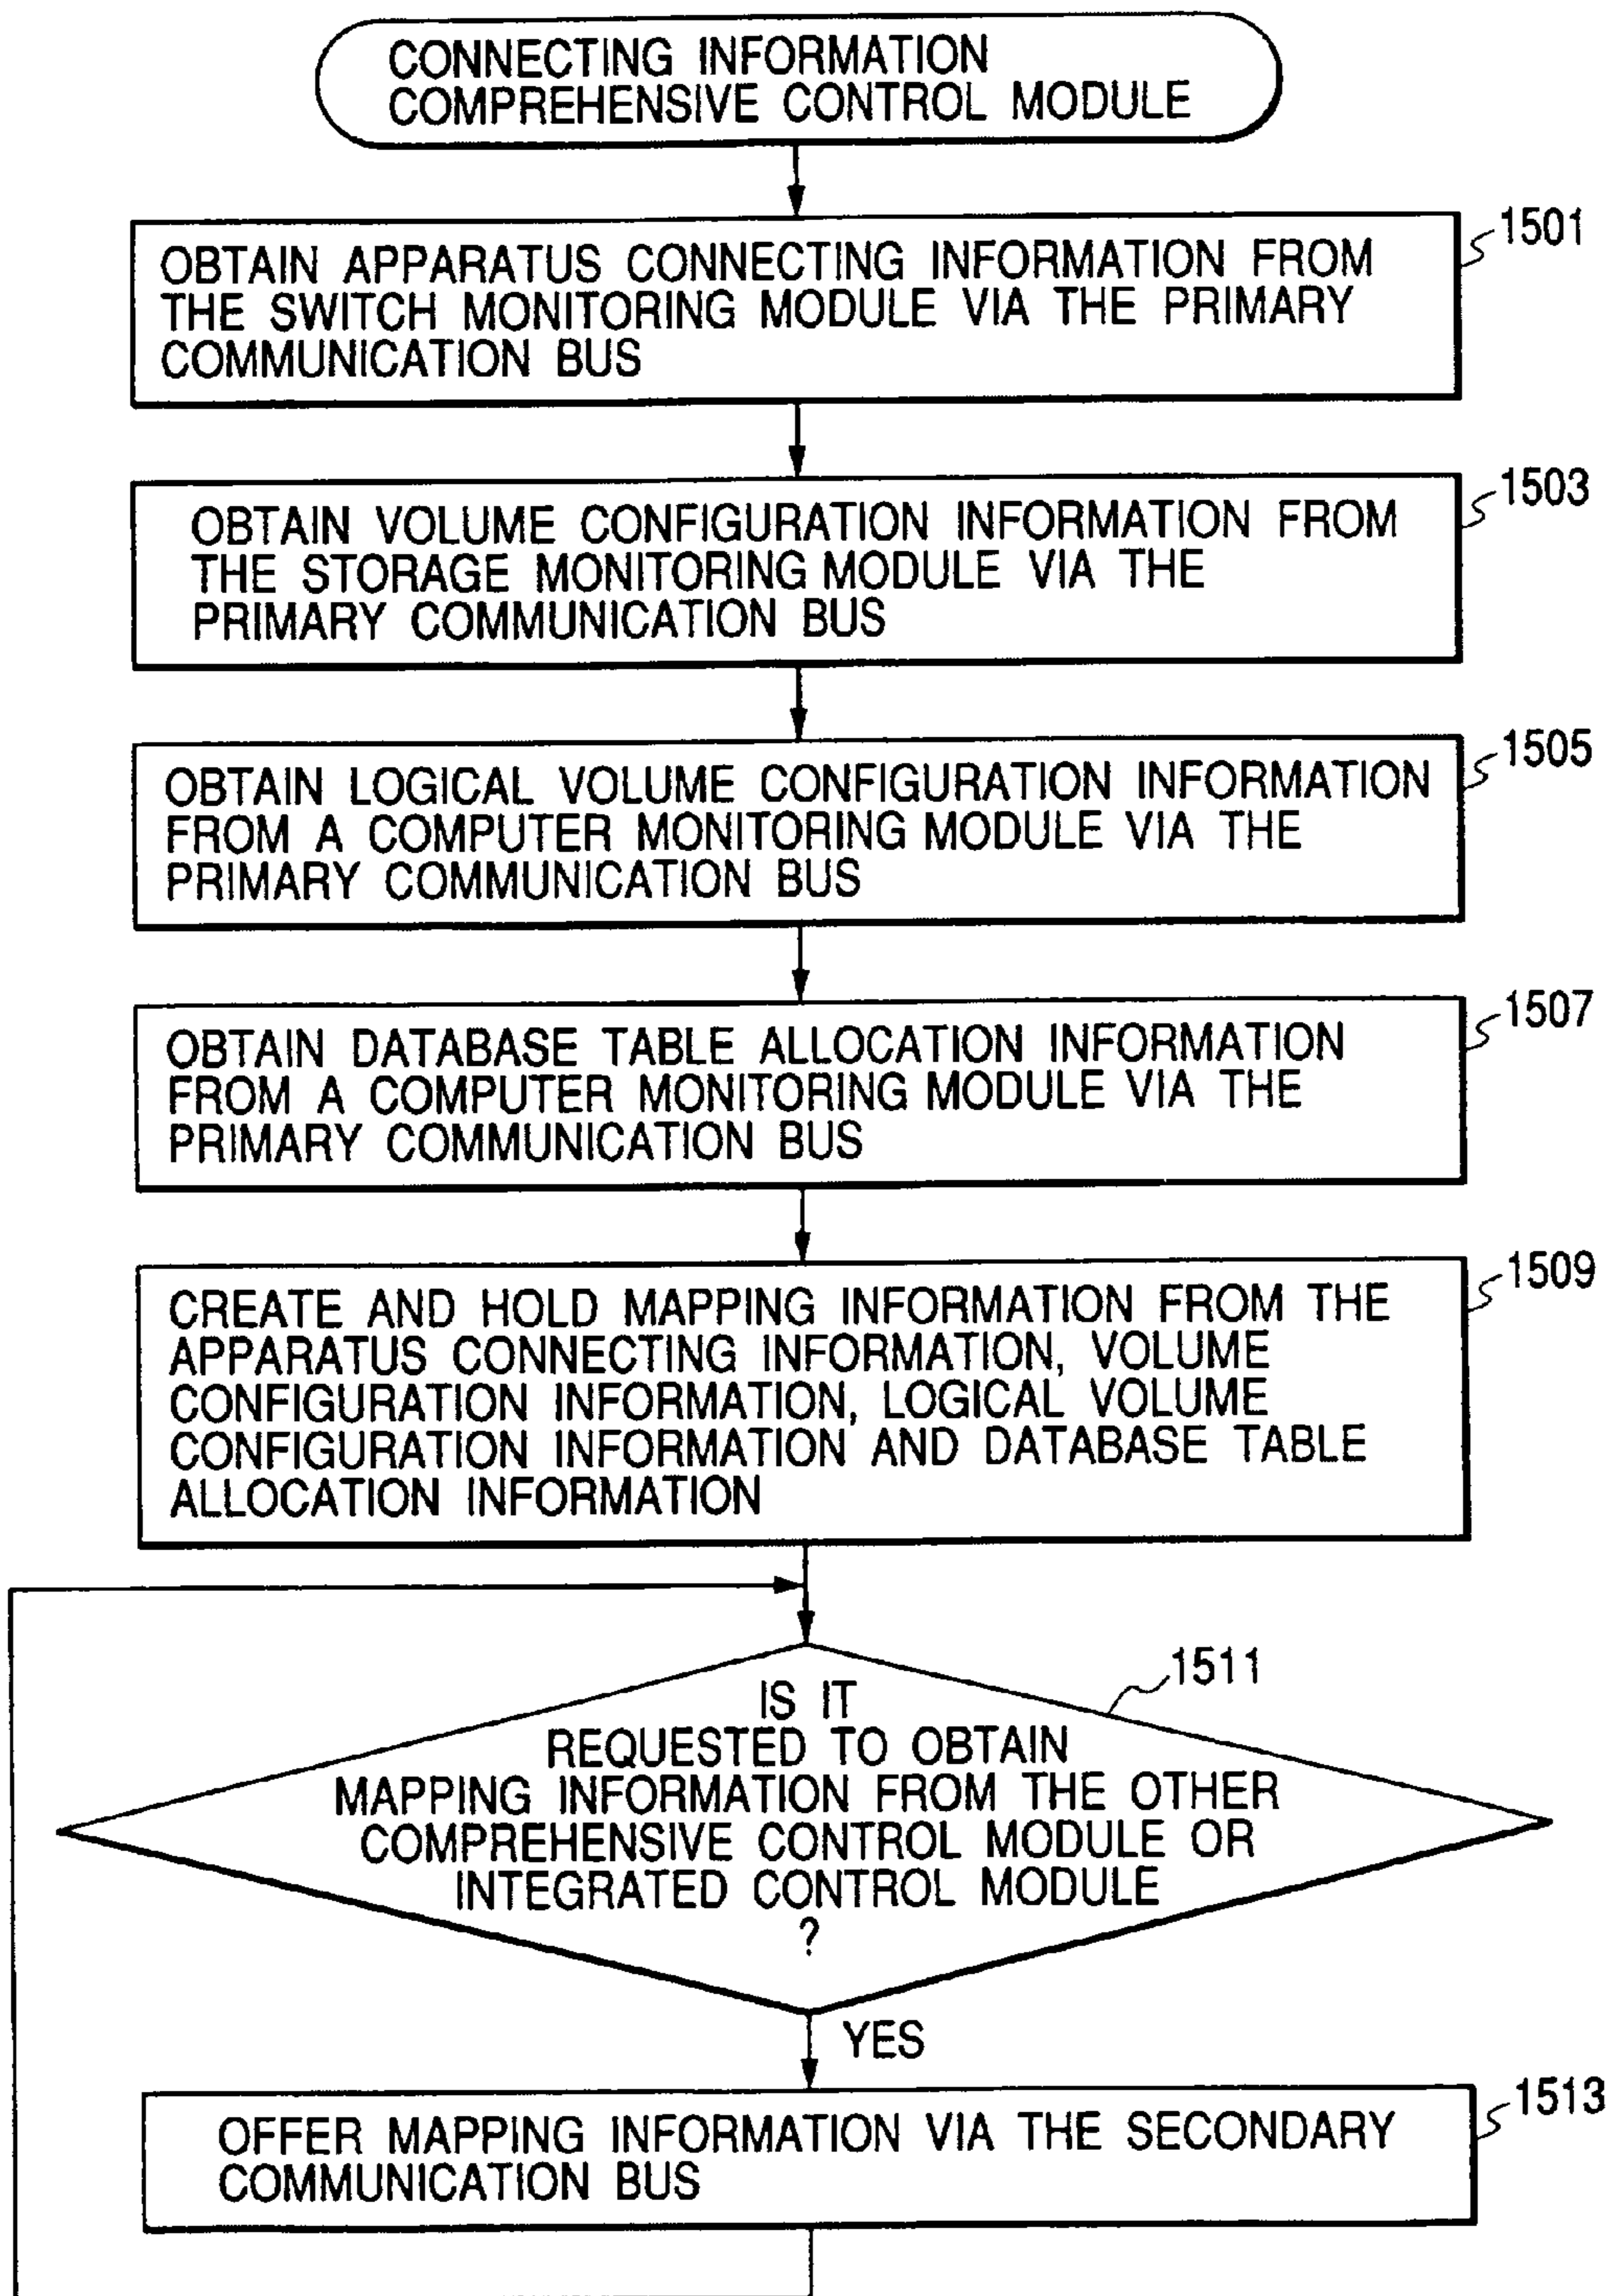 CONNECTING INFORMATION
COMPREHENSIVE CONTROL MODULE
1501
OBTAIN APPARATUS CONNECTING INFORMATION FROM
THE SWITCH MONITORING MODULE VIA THE PRIMARY
COMMUNICATION BUS
1503
OBTAIN VOLUME CONFIGURATION INFORMATION FROM
THE STORAGE MONITORING MODULE VIA THE
PRIMARY COMMUNICATION BUS
1505
OBTAIN LOGICAL VOLUME CONFIGURATION INFORMATION
FROM A COMPUTER MONITORING MODULE VIA THE
PRIMARY COMMUNICATION BUS
1507
OBTAIN DATABASE TABLE ALLOCATION INFORMATION
FROM A COMPUTER MONITORING MODULE VIA THE
PRIMARY COMMUNICATION BUS
1509
CREATE AND HOLD MAPPING INFORMATION FROM THE
APPARATUS CONNECTING INFORMATION, VOLUME
CONFIGURATION INFORMATION, LOGICAL VOLUME
CONFIGURATION INFORMATION AND DATABASE TABLE
ALLOCATION INFORMATION
1511
IS IT
REQUESTED TO OBTAIN
MAPPING INFORMATION FROM THE OTHER
COMPREHENSIVE CONTROL MODULE OR
INTEGRATED CONTROL MODULE
?
YES
1513
OFFER MAPPING INFORMATION VIA THE SECONDARY
COMMUNICATION BUS